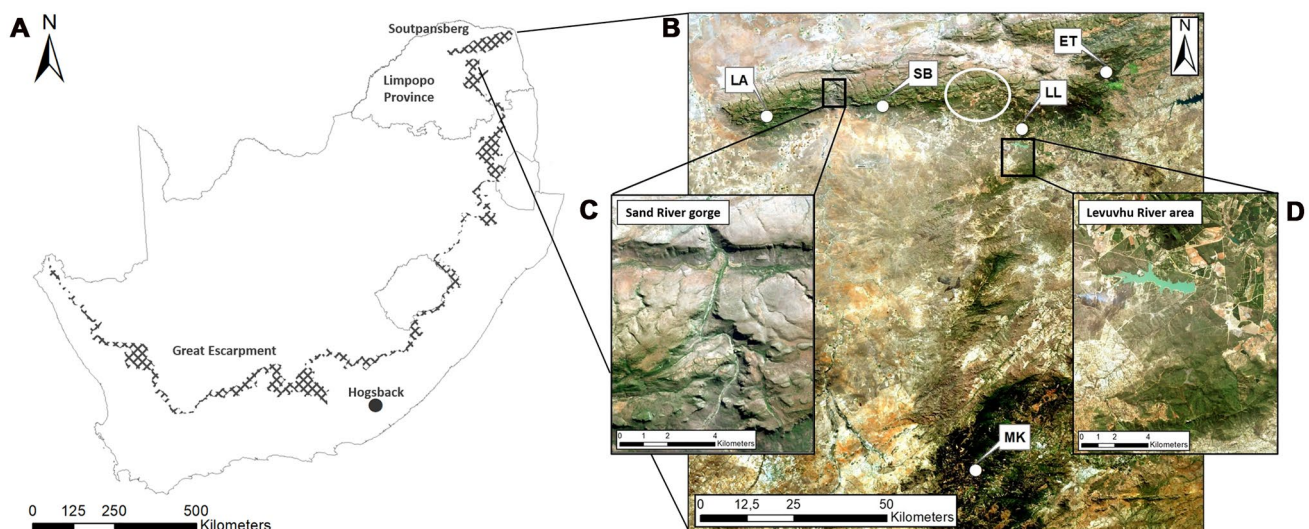 A
N
Soutpansberg
Limpopo
Province
Great Escarpment
Hogsback
0 125 250 500
Kilometers
B
N
ET
LA
SB
LL
MK
0 12,5 25 50
Kilometers
C
Sand River gorge
0 1 2 4
Kilometers
Levuvhu River area
D
0 1 2 4
Kilometers